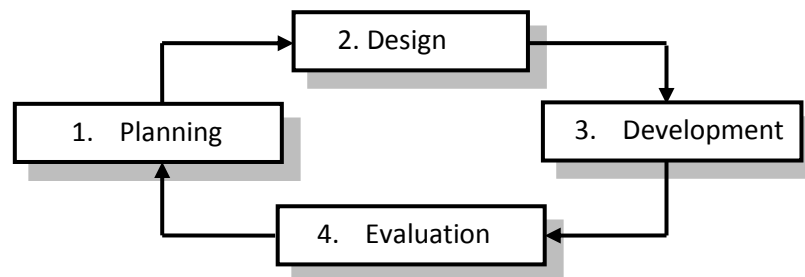 2. Design
1. Planning
3. Development
4. Evaluation